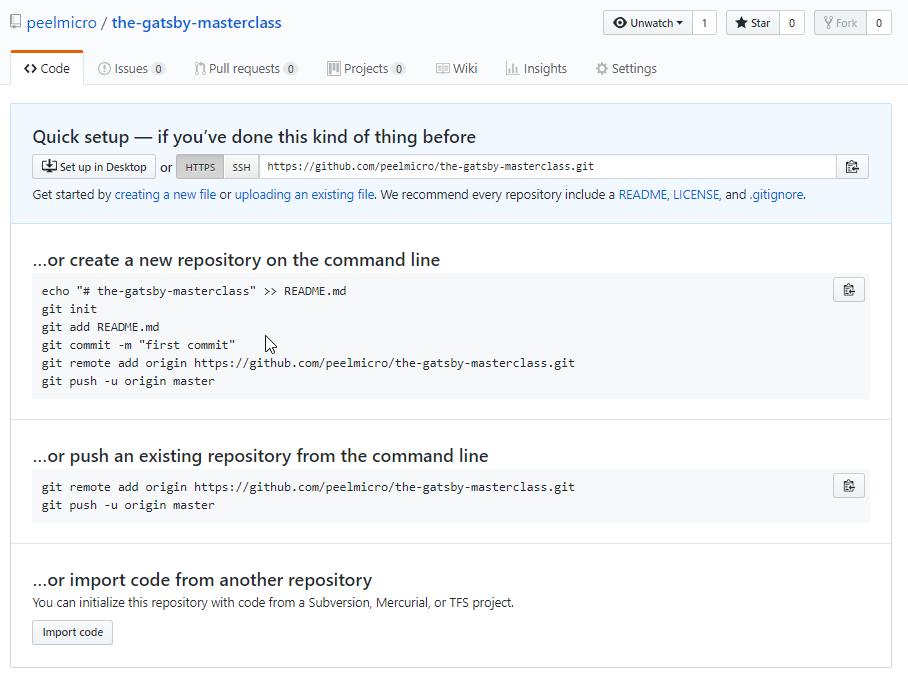 peelmicro / the-gatsby-masterclass
Unwatch 1 Star 0 Fork 0
Code Issues 0 Pull requests 0 Projects 0 Wiki Insights Settings
Quick setup — if you’ve done this kind of thing before
Set up in Desktop or HTTPS SSH https://github.com/peelmicro/the-gatsby-masterclass.git
Get started by creating a new file or uploading an existing file. We recommend every repository include a README, LICENSE, and .gitignore.
…or create a new repository on the command line
echo "# the-gatsby-masterclass" >> README.md
git init
git add README.md
git commit -m "first commit"
git remote add origin https://github.com/peelmicro/the-gatsby-masterclass.git
git push -u origin master
…or push an existing repository from the command line
git remote add origin https://github.com/peelmicro/the-gatsby-masterclass.git
git push -u origin master
…or import code from another repository
You can initialize this repository with code from a Subversion, Mercurial, or TFS project.
Import code